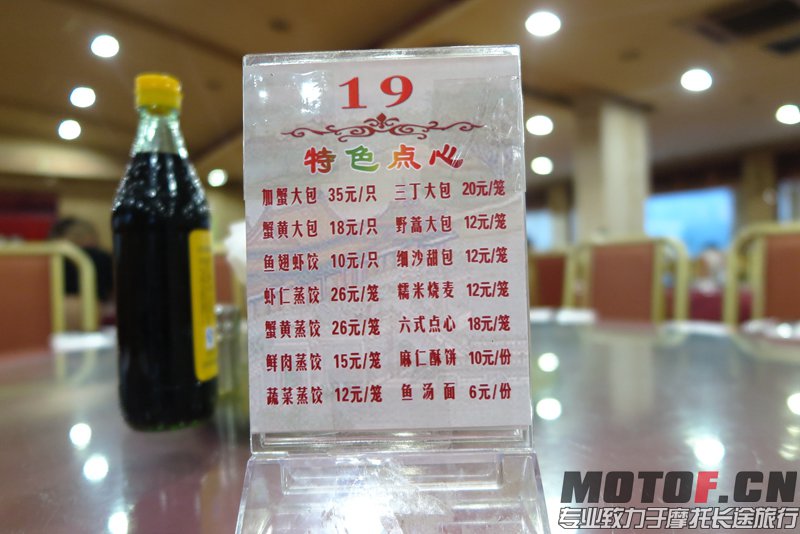 19
特色点心
加蟹大包 35元/只 三丁大包 20元/笼
蟹黄大包 18元/只 野蒿大包 12元/笼
鱼翅虾饺 10元/只 细沙甜包 12元/笼
虾仁蒸饺 26元/笼 糯米烧麦 12元/笼
蟹黄蒸饺 26元/笼 六式点心 18元/笼
鲜肉蒸饺 15元/笼 麻仁酥饼 10元/份
蔬菜蒸饺 12元/笼 鱼汤面 6元/份
MOTOF.CN
专业致力于摩托长途旅行